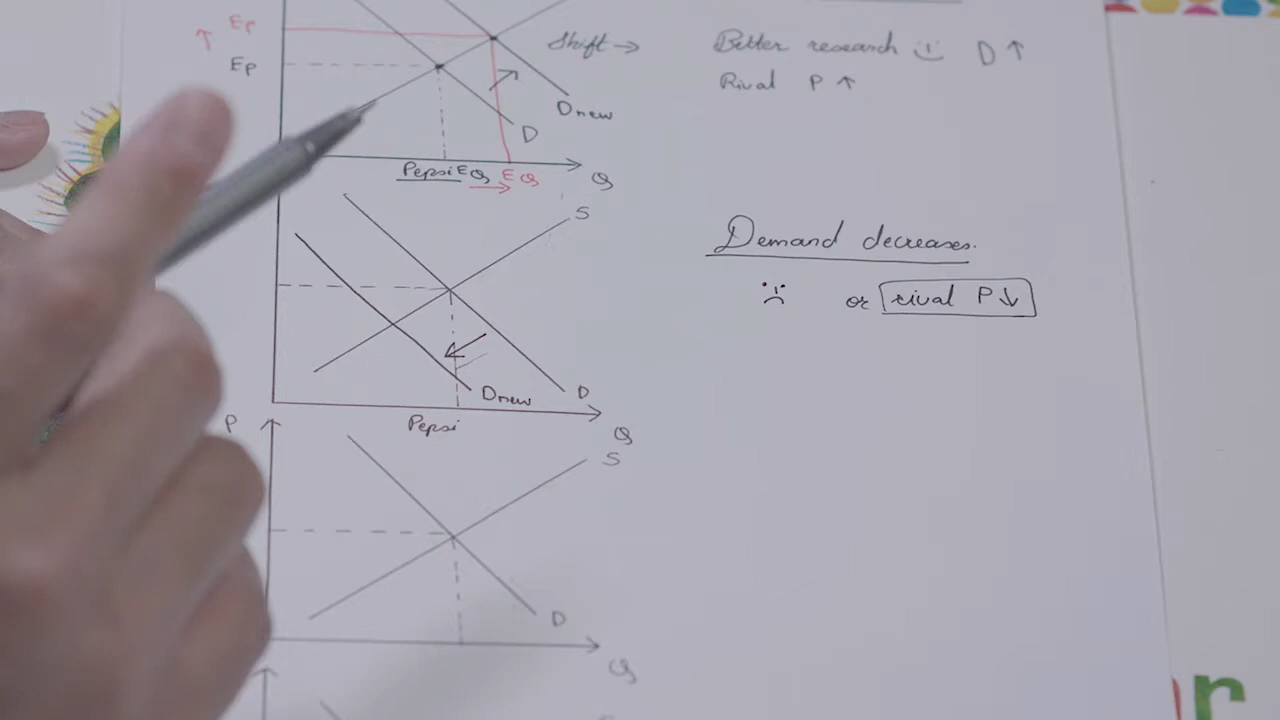 Ep
Ep
Shift →
Better research D ↑
Rival P ↑
Dnew
D
Pepsi EQ EQ
Q
S
Demand decreases.
or rival P ↓
Dnew
D
Pepsi
Q
P
S
D
Q
r